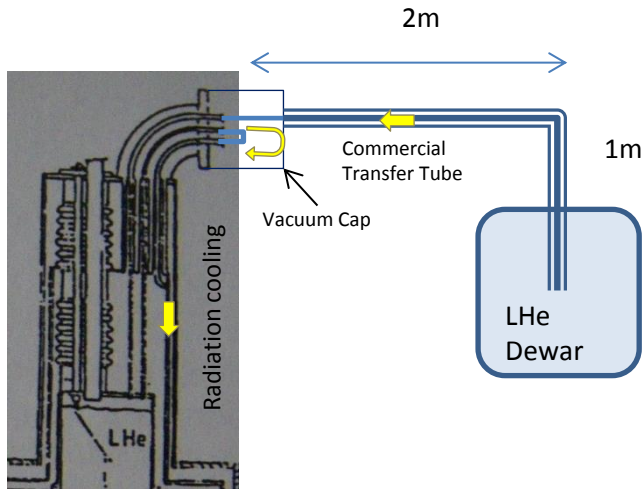 2m
Commercial
Transfer Tube
1m
Vacuum Cap
Radiation cooling
LHe
Dewar
LHe